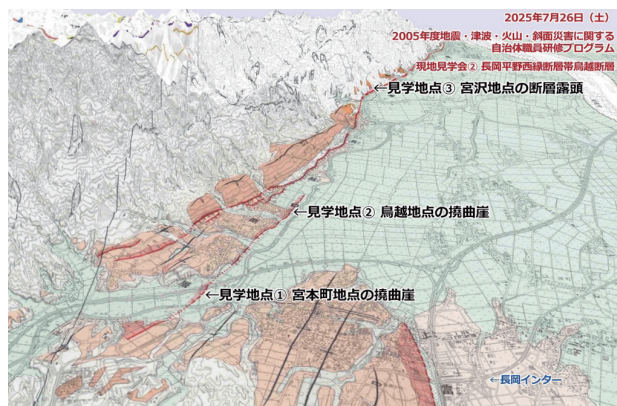 2025年7月26日（土）
2005年度地震・津波・火山・斜面災害に関する
自治体職員研修プログラム
現地見学会② 長岡平野西縁断層帯鳥越断層
←見学地点③ 宮沢地点の断層露頭
←見学地点② 鳥越地点の撓曲崖
←見学地点① 宮本町地点の撓曲崖
←長岡インター